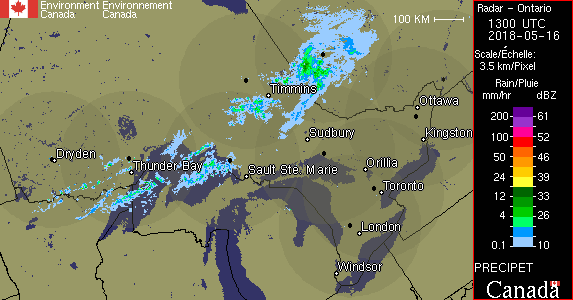 Environment Environnement
Canada Canada
100 KM
Timmins
Ottawa
Sudbury
Kingston
Dryden
Thunder Bay
Sault Ste. Marie
Orillia
Toronto
London
Windsor
Radar - Ontario
1300 UTC
2018-05-16
Scale/Échelle:
3.5 km/Pixel
Rain/Pluie
mm/hr dBZ
200 61
100 52
50 46
24 39
12 33
4 26
0.1 10
PRECIPET
Canada